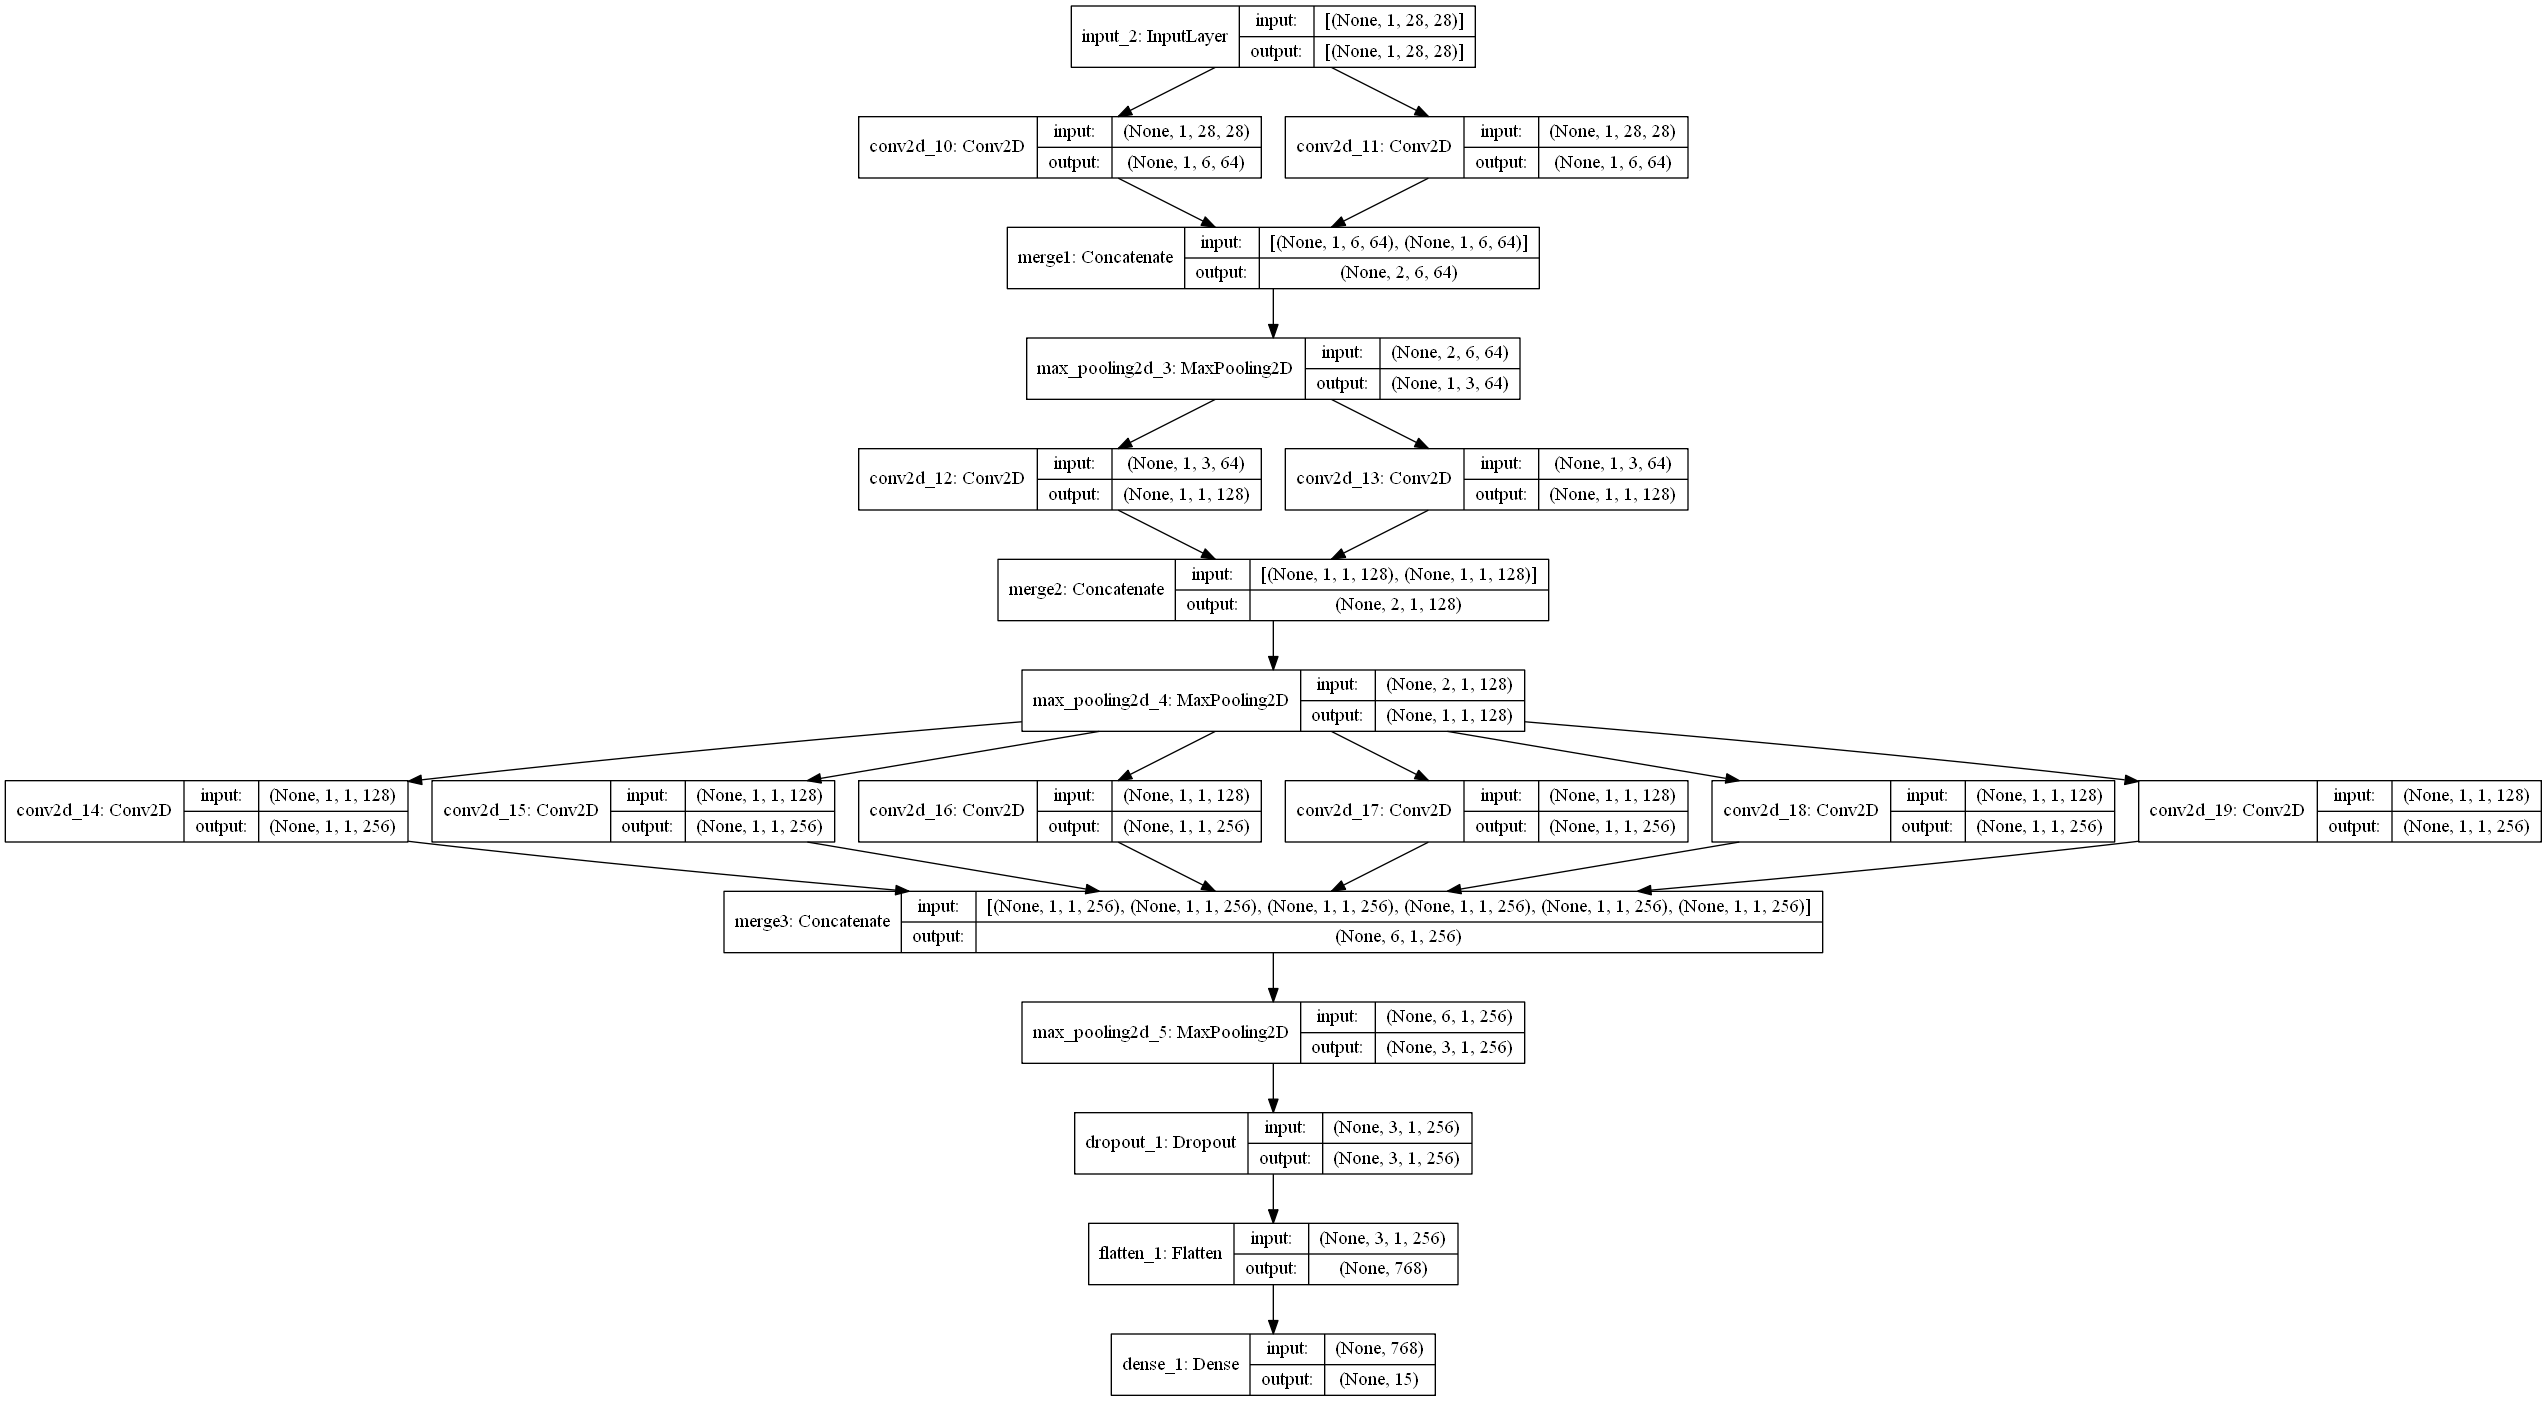 input_2: InputLayer
input: [(None, 1, 28, 28)]
output: [(None, 1, 28, 28)]
conv2d_10: Conv2D
input: (None, 1, 28, 28)
output: (None, 1, 6, 64)
conv2d_11: Conv2D
input: (None, 1, 28, 28)
output: (None, 1, 6, 64)
merge1: Concatenate
input: [(None, 1, 6, 64), (None, 1, 6, 64)]
output: (None, 2, 6, 64)
max_pooling2d_3: MaxPooling2D
input: (None, 2, 6, 64)
output: (None, 1, 3, 64)
conv2d_12: Conv2D
input: (None, 1, 3, 64)
output: (None, 1, 1, 128)
conv2d_13: Conv2D
input: (None, 1, 3, 64)
output: (None, 1, 1, 128)
merge2: Concatenate
input: [(None, 1, 1, 128), (None, 1, 1, 128)]
output: (None, 2, 1, 128)
max_pooling2d_4: MaxPooling2D
input: (None, 2, 1, 128)
output: (None, 1, 1, 128)
conv2d_14: Conv2D
input: (None, 1, 1, 128)
output: (None, 1, 1, 256)
conv2d_15: Conv2D
input: (None, 1, 1, 128)
output: (None, 1, 1, 256)
conv2d_16: Conv2D
input: (None, 1, 1, 128)
output: (None, 1, 1, 256)
conv2d_17: Conv2D
input: (None, 1, 1, 128)
output: (None, 1, 1, 256)
conv2d_18: Conv2D
input: (None, 1, 1, 128)
output: (None, 1, 1, 256)
conv2d_19: Conv2D
input: (None, 1, 1, 128)
output: (None, 1, 1, 256)
merge3: Concatenate
input: [(None, 1, 1, 256), (None, 1, 1, 256), (None, 1, 1, 256), (None, 1, 1, 256), (None, 1, 1, 256), (None, 1, 1, 256)]
output: (None, 6, 1, 256)
max_pooling2d_5: MaxPooling2D
input: (None, 6, 1, 256)
output: (None, 3, 1, 256)
dropout_1: Dropout
input: (None, 3, 1, 256)
output: (None, 3, 1, 256)
flatten_1: Flatten
input: (None, 3, 1, 256)
output: (None, 768)
dense_1: Dense
input: (None, 768)
output: (None, 15)